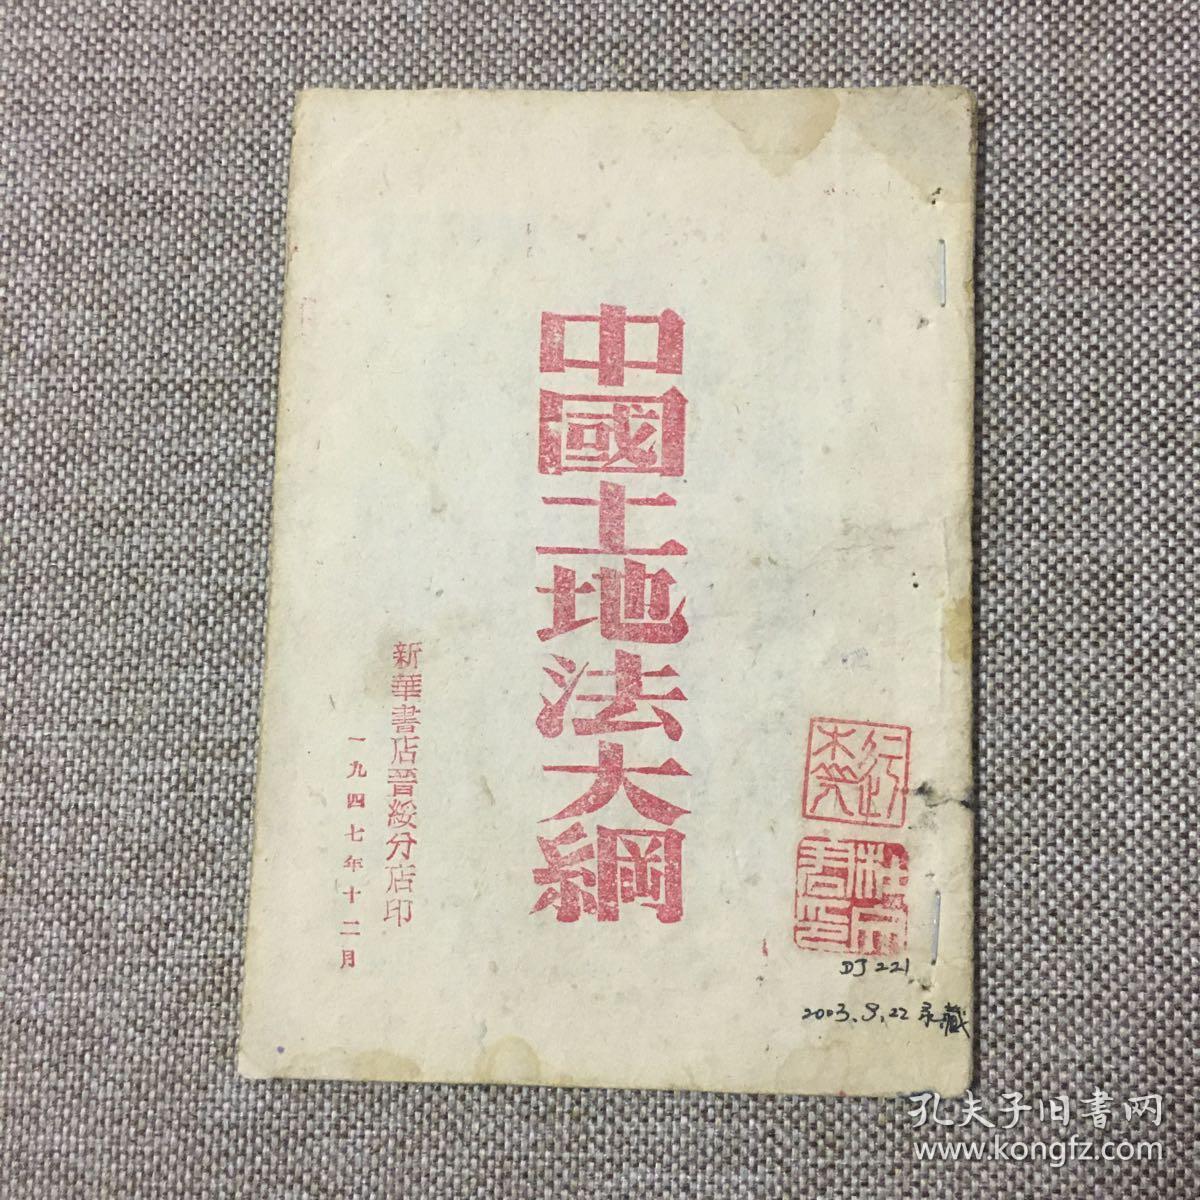 中國土地法大綱
新華書店晉綏分店印
一九四七年十二月
DJ 221
2003.9.22 录藏
孔夫子旧書网
www.kongfz.com